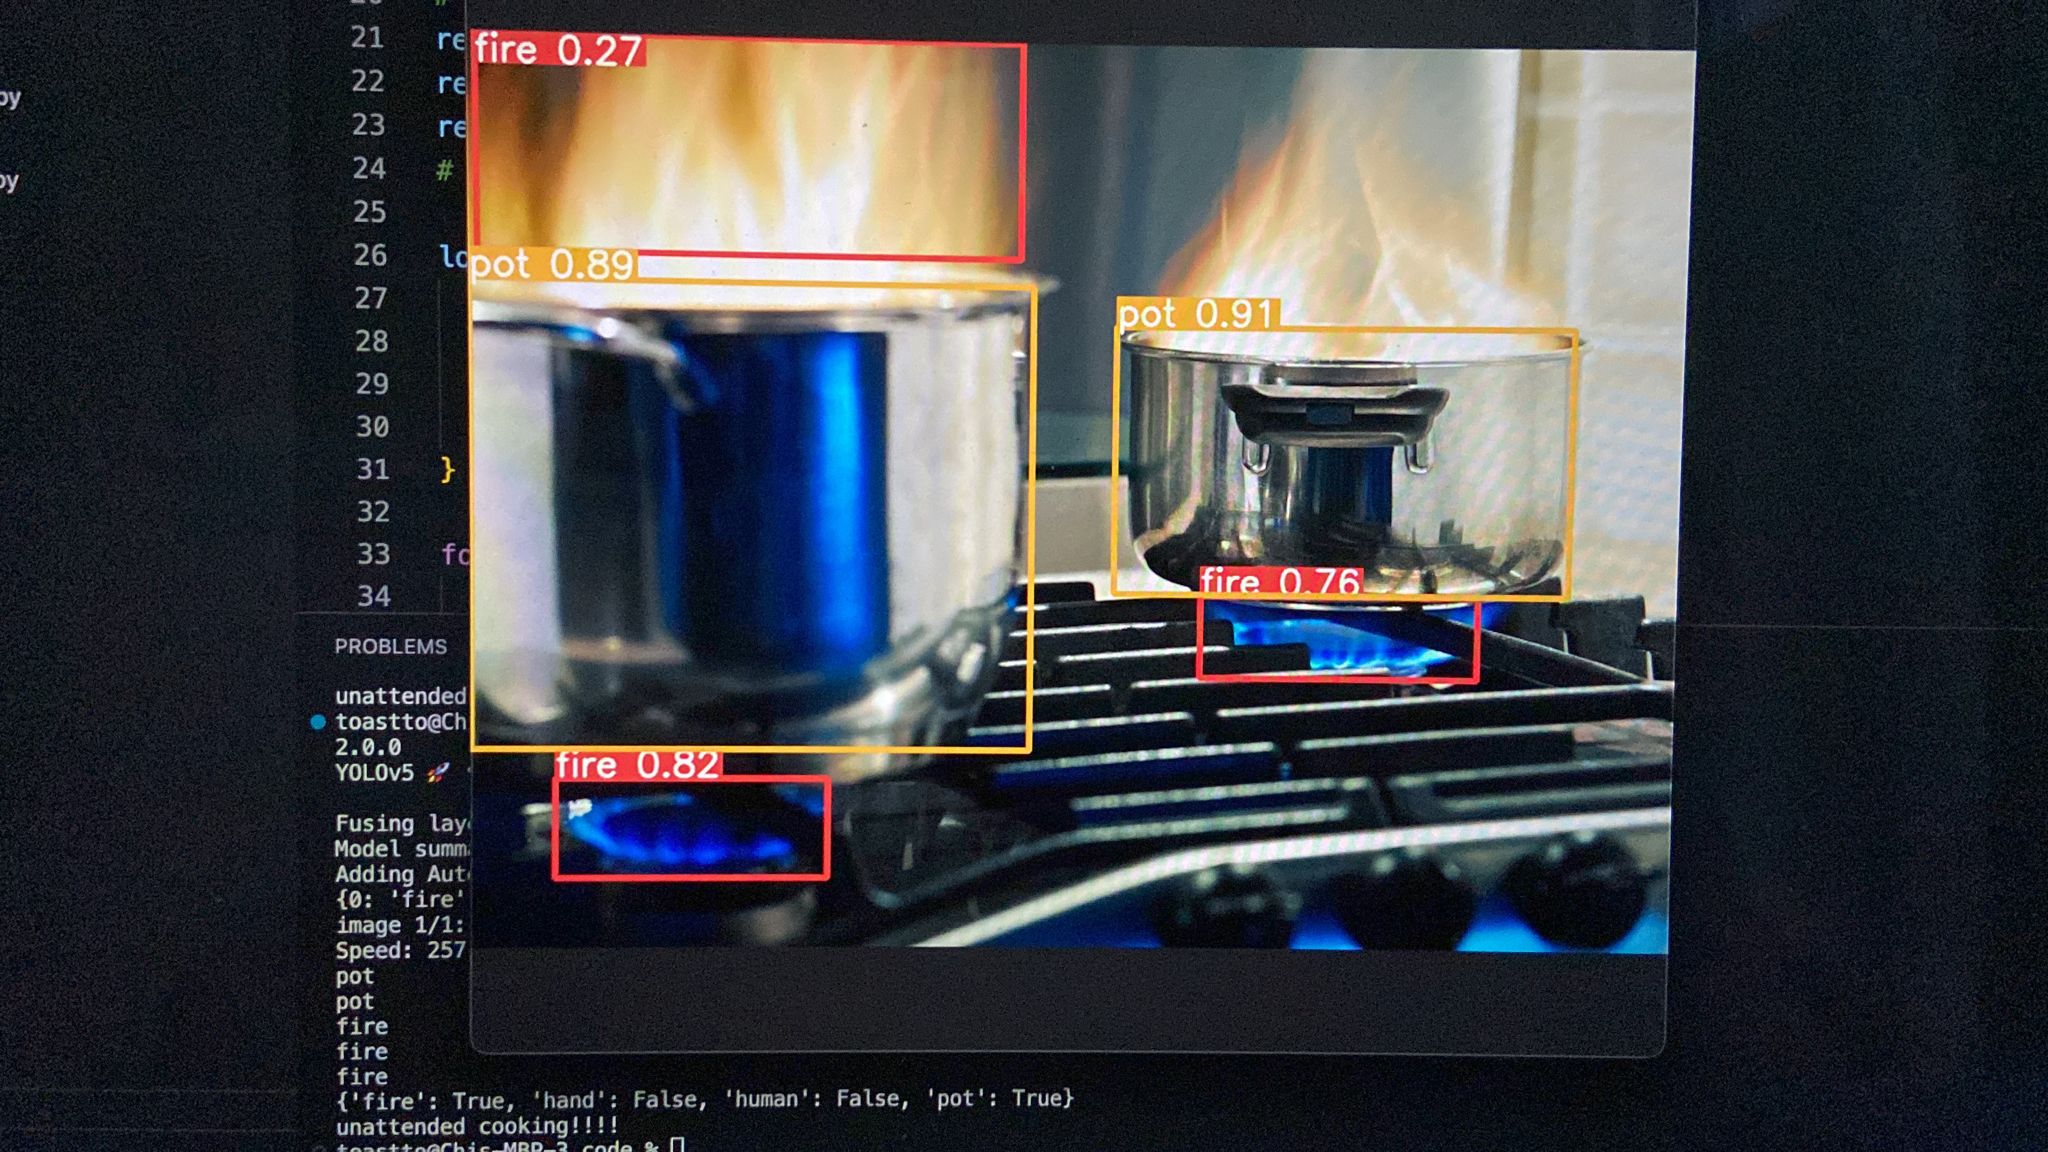 py
py
21 re
22 re
23 re
24 #
25
26 lo
27
28
29
30
31 }
32
33 fo
34
fire 0.27
pot 0.89
pot 0.91
fire 0.76
fire 0.82
PROBLEMS
unattended
toastto@Ch
2.0.0
YOLOv5 🚀
Fusing lay
Model summ
Adding Aut
{0: 'fire'
image 1/1:
Speed: 257
pot
pot
fire
fire
fire
{'fire': True, 'hand': False, 'human': False, 'pot': True}
unattended cooking!!!!
toastto@Chis-MBP-3 code %